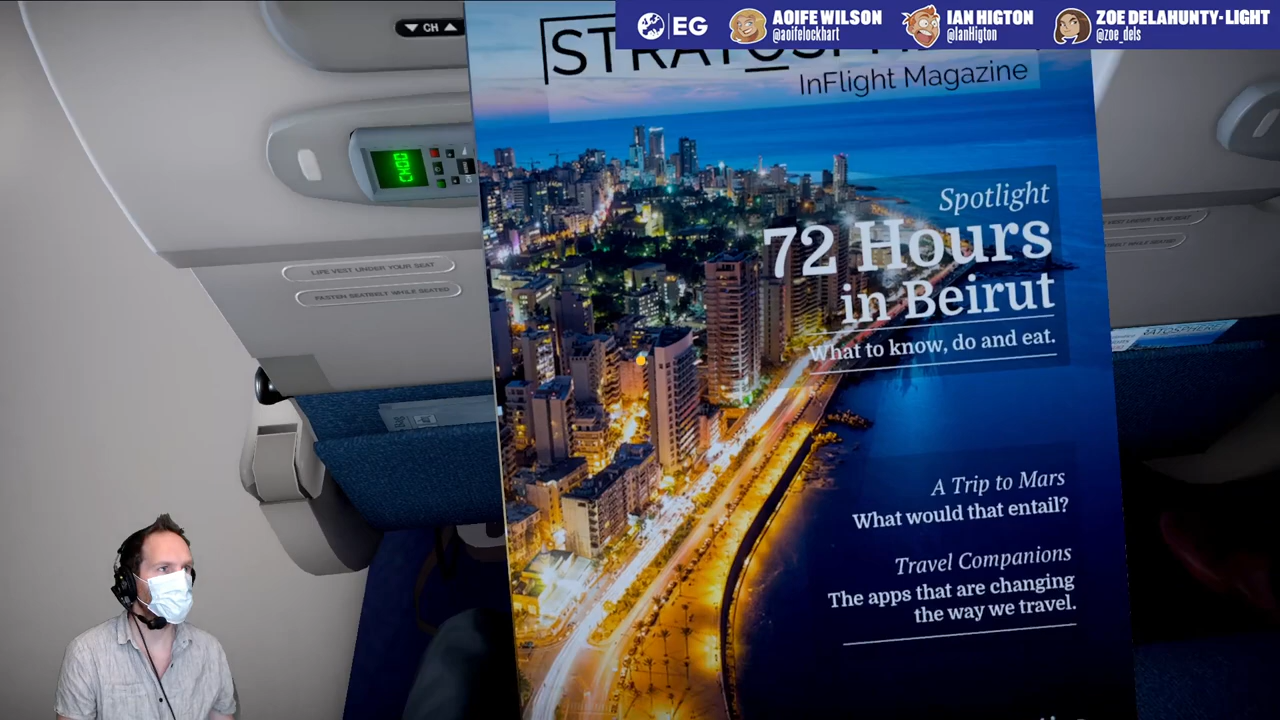 EG
AOIFE WILSON
@aoifelockhart
IAN HIGTON
@IanHigton
ZOE DELAHUNTY-LIGHT
@zoe_dels
CH
InFlight Magazine
CH00
Spotlight
72 Hours
in Beirut
What to know, do and eat.
LIFE VEST UNDER YOUR SEAT
FASTEN SEATBELT WHILE SEATED
A Trip to Mars
What would that entail?
Travel Companions
The apps that are changing
the way we travel.